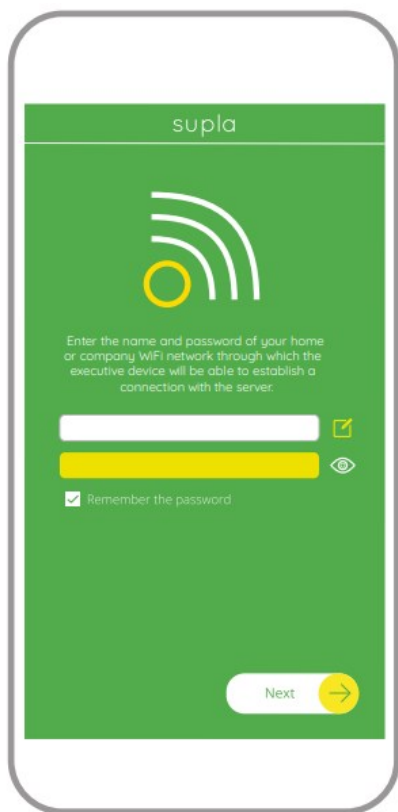 supla
Enter the name and password of your home
or company WiFi network through which the
executive device will be able to establish a
connection with the server.
Remember the password
Next